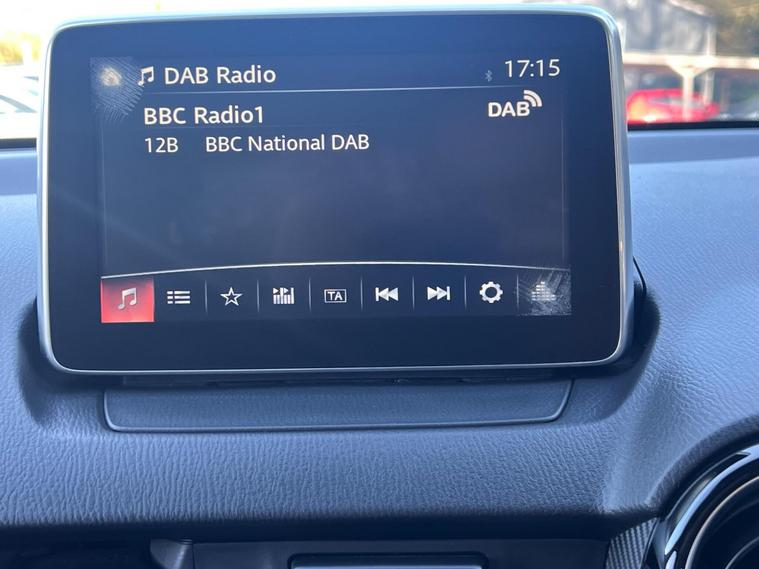 DAB Radio 17:15
BBC Radio1 DAB
12B BBC National DAB
TA